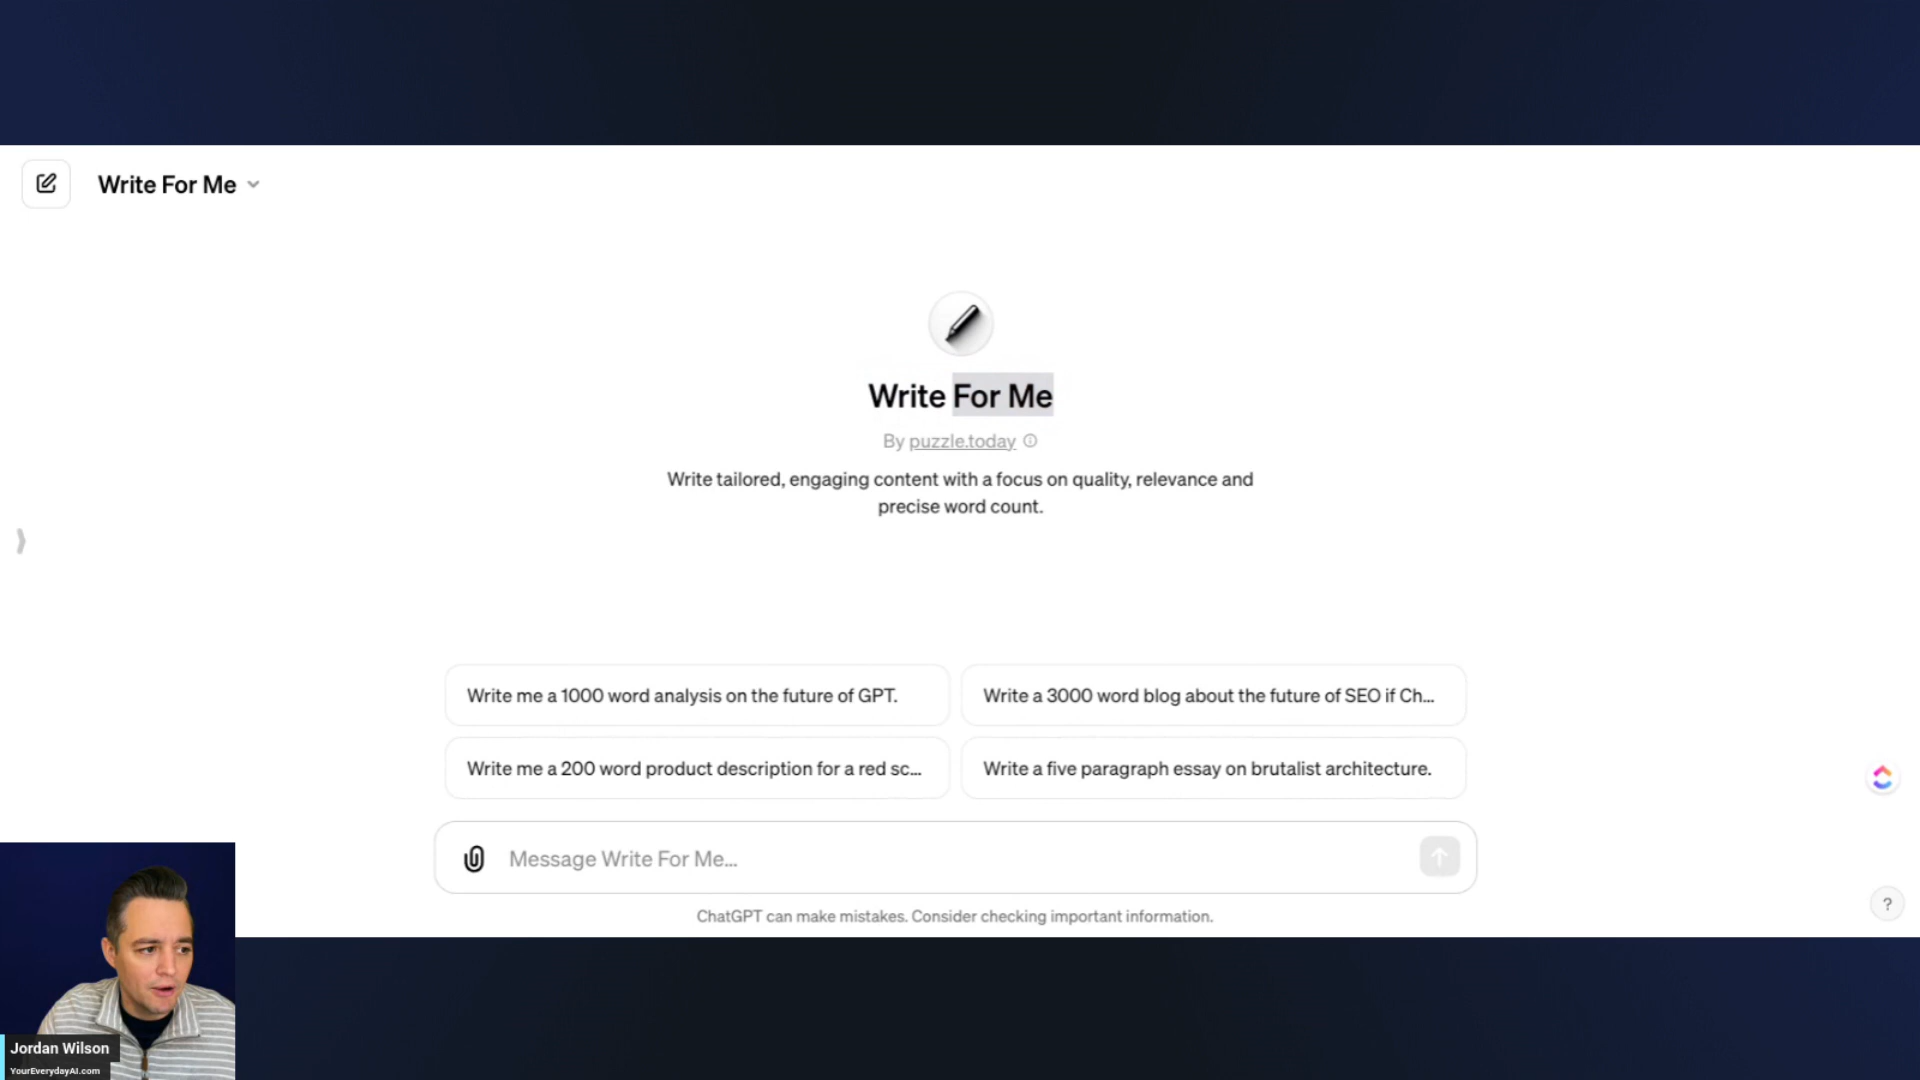 Write For Me
Write For Me
By puzzle.today
Write tailored, engaging content with a focus on quality, relevance and
precise word count.
Write me a 1000 word analysis on the future of GPT.
Write a 3000 word blog about the future of SEO if Ch...
Write me a 200 word product description for a red sc...
Write a five paragraph essay on brutalist architecture.
Message Write For Me...
ChatGPT can make mistakes. Consider checking important information.
?
Jordan Wilson
YourEverydayAI.com